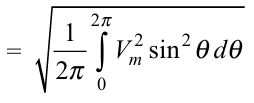 = √(1/2π ∫₀^2π V_m² sin² θ dθ)